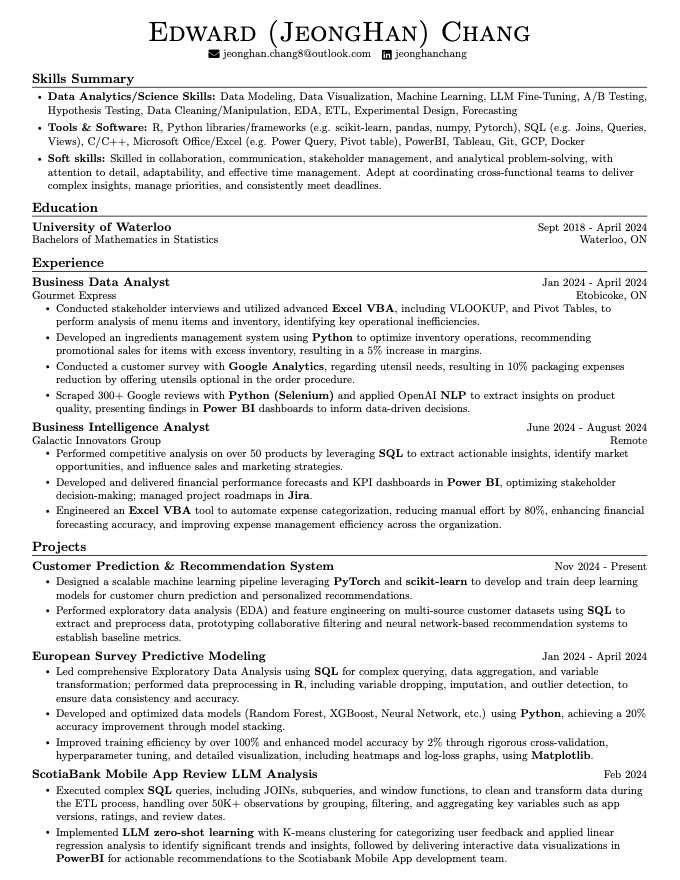 Edward (JeongHan) Chang
jeonghan.chang8@outlook.com jeonghanchang
Skills Summary
• Data Analytics/Science Skills: Data Modeling, Data Visualization, Machine Learning, LLM Fine-Tuning, A/B Testing,
Hypothesis Testing, Data Cleaning/Manipulation, EDA, ETL, Experimental Design, Forecasting
• Tools & Software: R, Python libraries/frameworks (e.g. scikit-learn, pandas, numpy, Pytorch), SQL (e.g. Joins, Queries,
Views), C/C++, Microsoft Office/Excel (e.g. Power Query, Pivot table), PowerBI, Tableau, Git, GCP, Docker
• Soft skills: Skilled in collaboration, communication, stakeholder management, and analytical problem-solving, with
attention to detail, adaptability, and effective time management. Adept at coordinating cross-functional teams to deliver
complex insights, manage priorities, and consistently meet deadlines.
Education
University of Waterloo Sept 2018 - April 2024
Bachelors of Mathematics in Statistics Waterloo, ON
Experience
Business Data Analyst Jan 2024 - April 2024
Gourmet Express Etobicoke, ON
• Conducted stakeholder interviews and utilized advanced Excel VBA, including VLOOKUP, and Pivot Tables, to
perform analysis of menu items and inventory, identifying key operational inefficiencies.
• Developed an ingredients management system using Python to optimize inventory operations, recommending
promotional sales for items with excess inventory, resulting in a 5% increase in margins.
• Conducted a customer survey with Google Analytics, regarding utensil needs, resulting in 10% packaging expenses
reduction by offering utensils optional in the order procedure.
• Scraped 300+ Google reviews with Python (Selenium) and applied OpenAI NLP to extract insights on product
quality, presenting findings in Power BI dashboards to inform data-driven decisions.
Business Intelligence Analyst June 2024 - August 2024
Galactic Innovators Group Remote
• Performed competitive analysis on over 50 products by leveraging SQL to extract actionable insights, identify market
opportunities, and influence sales and marketing strategies.
• Developed and delivered financial performance forecasts and KPI dashboards in Power BI, optimizing stakeholder
decision-making; managed project roadmaps in Jira.
• Engineered an Excel VBA tool to automate expense categorization, reducing manual effort by 80%, enhancing financial
forecasting accuracy, and improving expense management efficiency across the organization.
Projects
Customer Prediction & Recommendation System Nov 2024 - Present
• Designed a scalable machine learning pipeline leveraging PyTorch and scikit-learn to develop and train deep learning
models for customer churn prediction and personalized recommendations.
• Performed exploratory data analysis (EDA) and feature engineering on multi-source customer datasets using SQL to
extract and preprocess data, prototyping collaborative filtering and neural network-based recommendation systems to
establish baseline metrics.
European Survey Predictive Modeling Jan 2024 - April 2024
• Led comprehensive Exploratory Data Analysis using SQL for complex querying, data aggregation, and variable
transformation; performed data preprocessing in R, including variable dropping, imputation, and outlier detection, to
ensure data consistency and accuracy.
• Developed and optimized data models (Random Forest, XGBoost, Neural Network, etc.) using Python, achieving a 20%
accuracy improvement through model stacking.
• Improved training efficiency by over 100% and enhanced model accuracy by 2% through rigorous cross-validation,
hyperparameter tuning, and detailed visualization, including heatmaps and log-loss graphs, using Matplotlib.
ScotiaBank Mobile App Review LLM Analysis Feb 2024
• Executed complex SQL queries, including JOINs, subqueries, and window functions, to clean and transform data during
the ETL process, handling over 50K+ observations by grouping, filtering, and aggregating key variables such as app
versions, ratings, and review dates.
• Implemented LLM zero-shot learning with K-means clustering for categorizing user feedback and applied linear
regression analysis to identify significant trends and insights, followed by delivering interactive data visualizations in
PowerBI for actionable recommendations to the Scotiabank Mobile App development team.